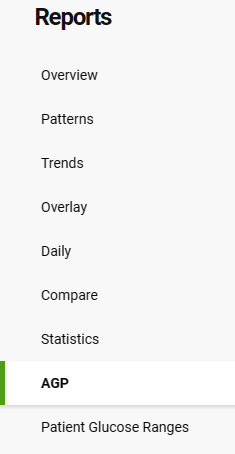 Reports
Overview
Patterns
Trends
Overlay
Daily
Compare
Statistics
AGP
Patient Glucose Ranges